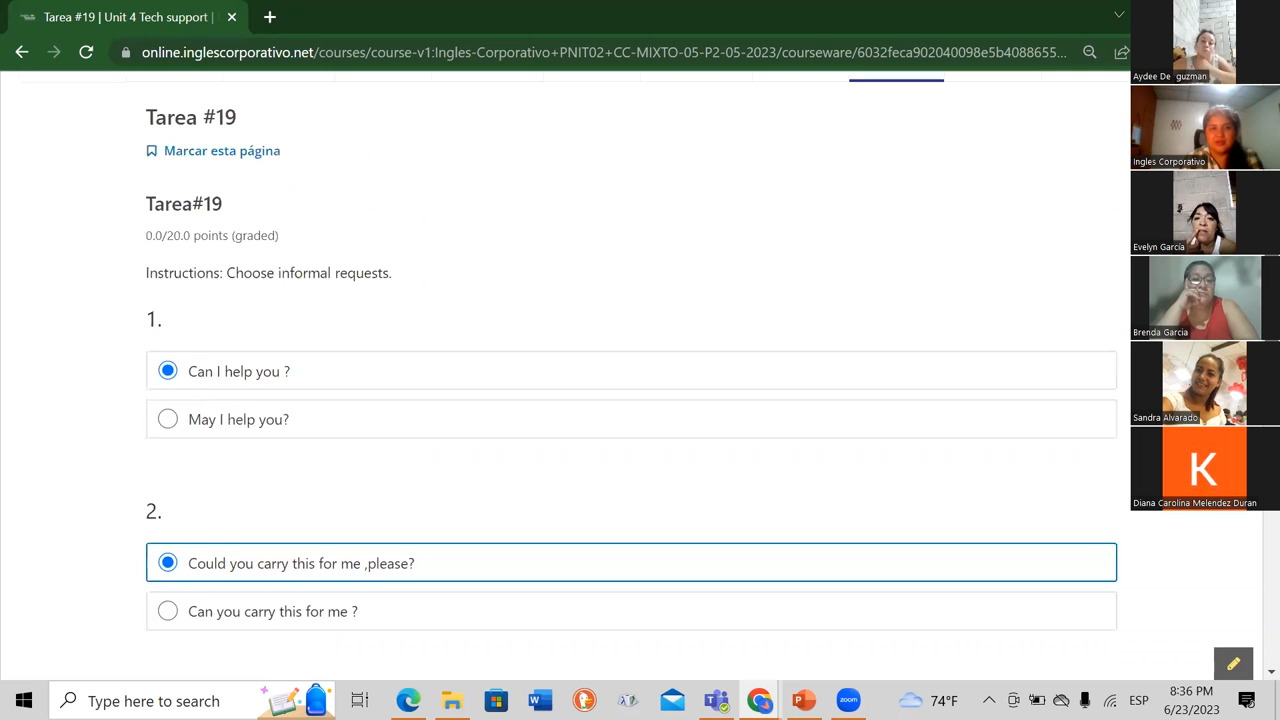 Tarea #19 | Unit 4 Tech support |
online.inglescorporativo.net/courses/course-v1:Ingles-Corporativo+PNIT02+CC-MIXTO-05-P2-05-2023/courseware/6032feca902040098e5b4088655...
Tarea #19
Marcar esta página
Tarea#19
0.0/20.0 points (graded)
Instructions: Choose informal requests.
1.
Can I help you ?
May I help you?
2.
Could you carry this for me ,please?
Can you carry this for me ?
Aydee De guzman
Ingles Corporativo
Evelyn García
Brenda Garcia
Sandra Alvarado
K
Diana Carolina Melendez Duran
Type here to search
zoom
74°F
ESP
8:36 PM
6/23/2023